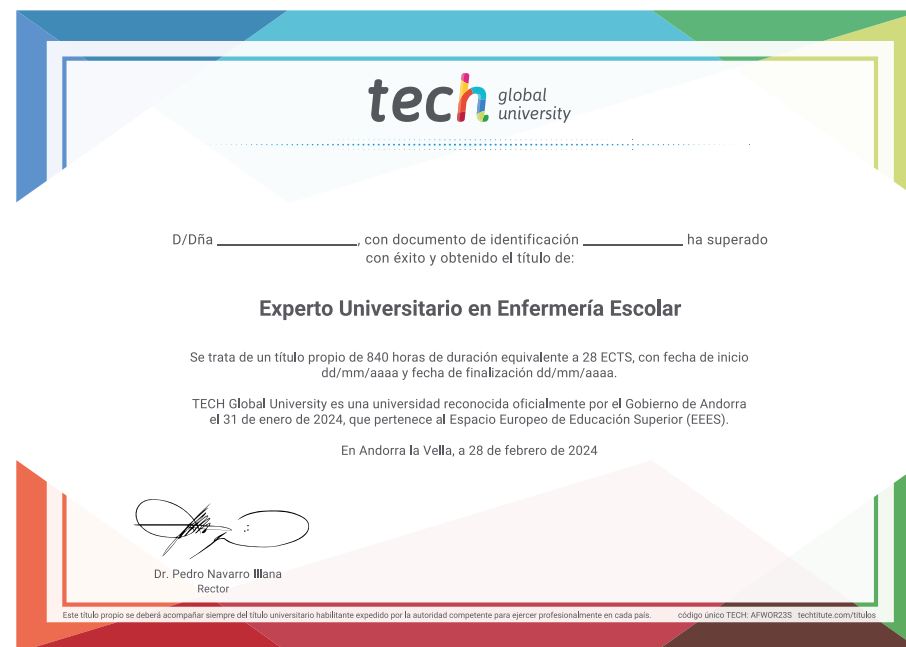 tech global university
D/Dña ____________, con documento de identificación ____________ ha superado
con éxito y obtenido el título de:
Experto Universitario en Enfermería Escolar
Se trata de un título propio de 840 horas de duración equivalente a 28 ECTS, con fecha de inicio
dd/mm/aaaa y fecha de finalización dd/mm/aaaa.
TECH Global University es una universidad reconocida oficialmente por el Gobierno de Andorra
el 31 de enero de 2024, que pertenece al Espacio Europeo de Educación Superior (EEES).
En Andorra la Vella, a 28 de febrero de 2024
Dr. Pedro Navarro Illana
Rector
Este título propio se deberá acompañar siempre del título universitario habilitante expedido por la autoridad competente para ejercer profesionalmente en cada país. código único TECH: AFWOR23S techtitute.com/titulos